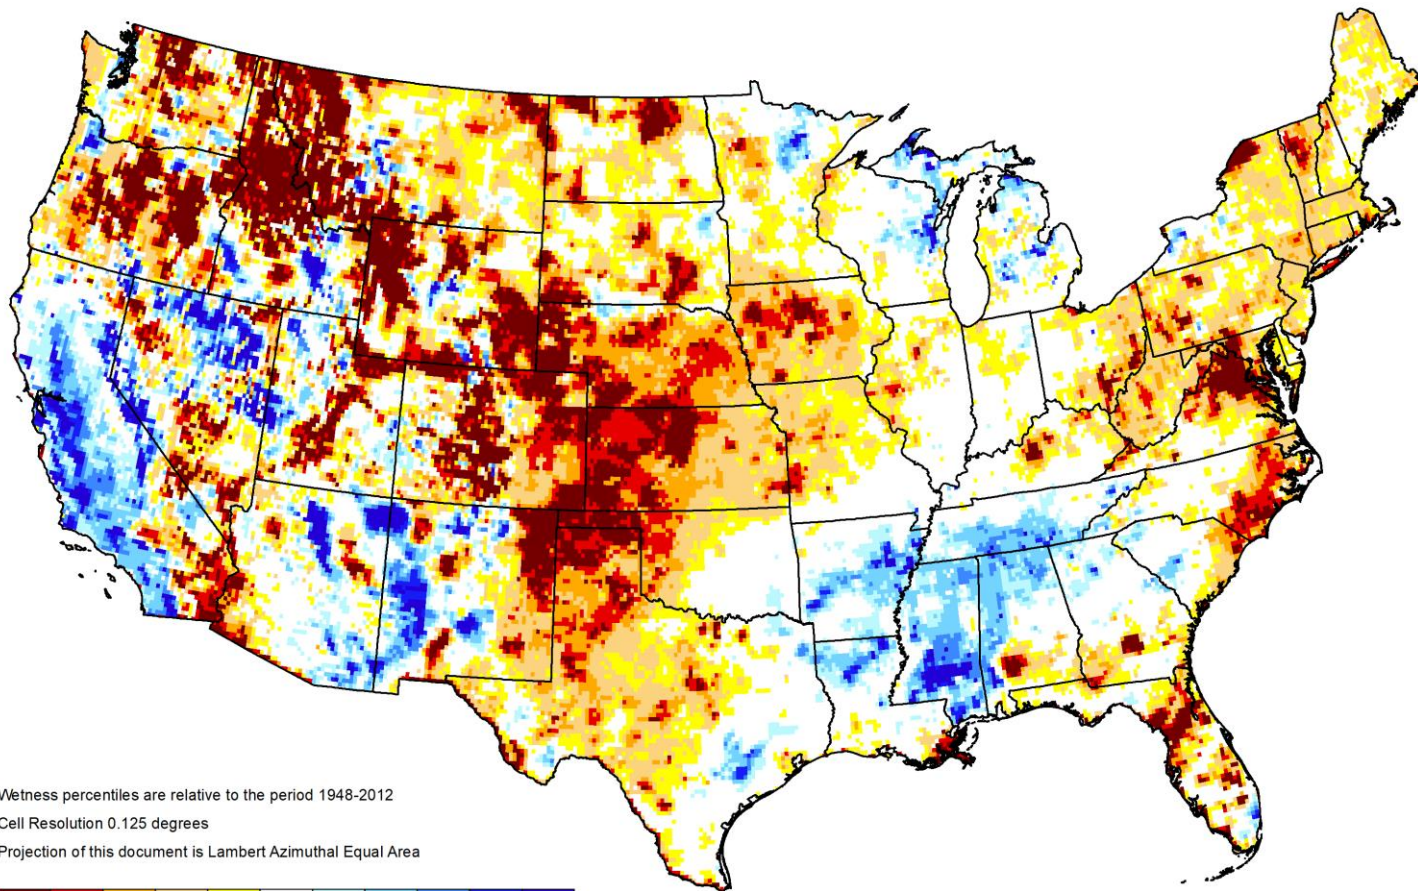 Wetness percentiles are relative to the period 1948-2012
Cell Resolution 0.125 degrees
Projection of this document is Lambert Azimuthal Equal Area